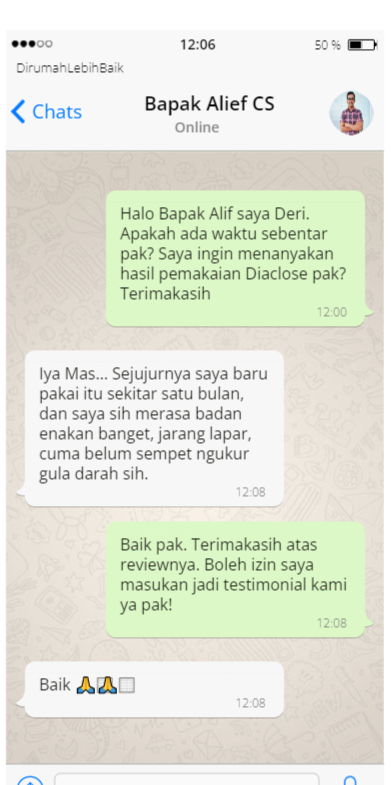 12:06
50 %
DirumahLebihBaik
Chats
Bapak Alief CS
Online
Halo Bapak Alif saya Deri.
Apakah ada waktu sebentar
pak? Saya ingin menanyakan
hasil pemakaian Diaclose pak?
Terimakasih
12:00
Iya Mas... Sejujurnya saya baru
pakai itu sekitar satu bulan,
dan saya sih merasa badan
enakan banget, jarang lapar,
cuma belum sempet ngukur
gula darah sih.
12:08
Baik pak. Terimakasih atas
reviewnya. Boleh izin saya
masukan jadi testimonial kami
ya pak!
12:08
Baik 🙏🙏
12:08